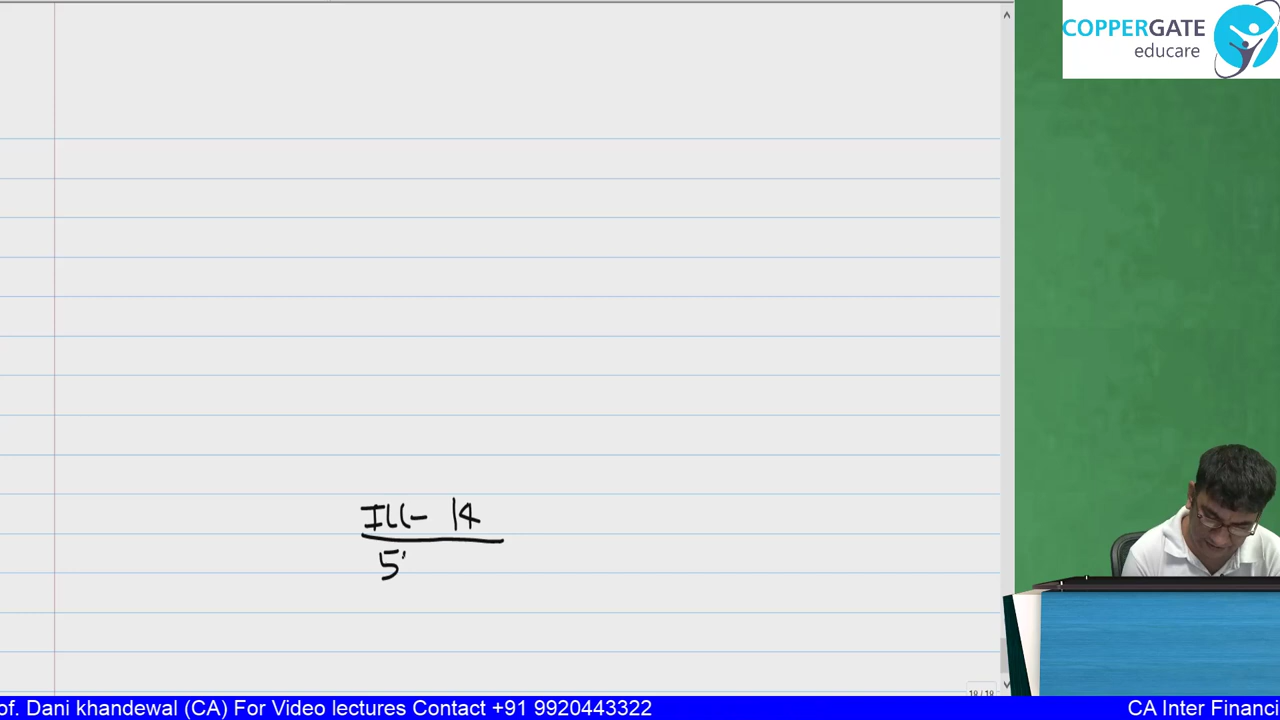 COPPERGATE
educare
Ill- 14
5'
of. Dani khandewal (CA) For Video lectures Contact +91 9920443322
CA Inter Financi